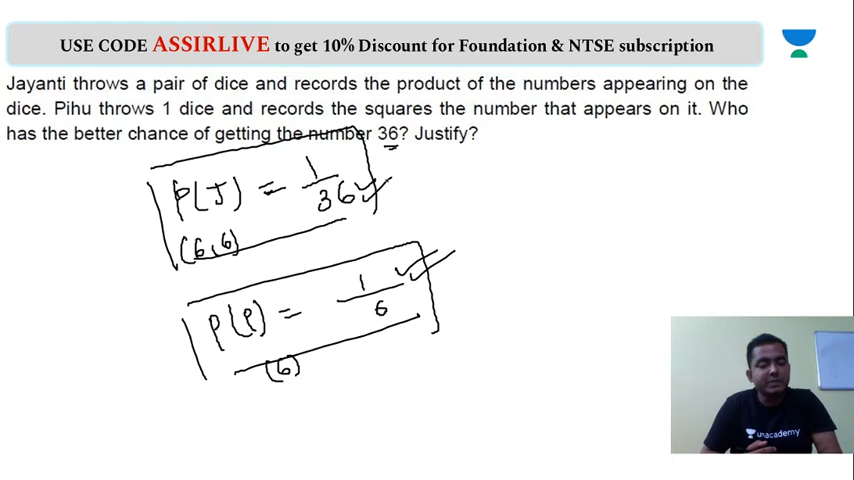 USE CODE ASSIRLIVE to get 10% Discount for Foundation & NTSE subscription
Jayanti throws a pair of dice and records the product of the numbers appearing on the
dice. Pihu throws 1 dice and records the squares the number that appears on it. Who
has the better chance of getting the number 36? Justify?
P(J) = 1/36
(6,6)
P(P) = 1/6
(6)
unacademy